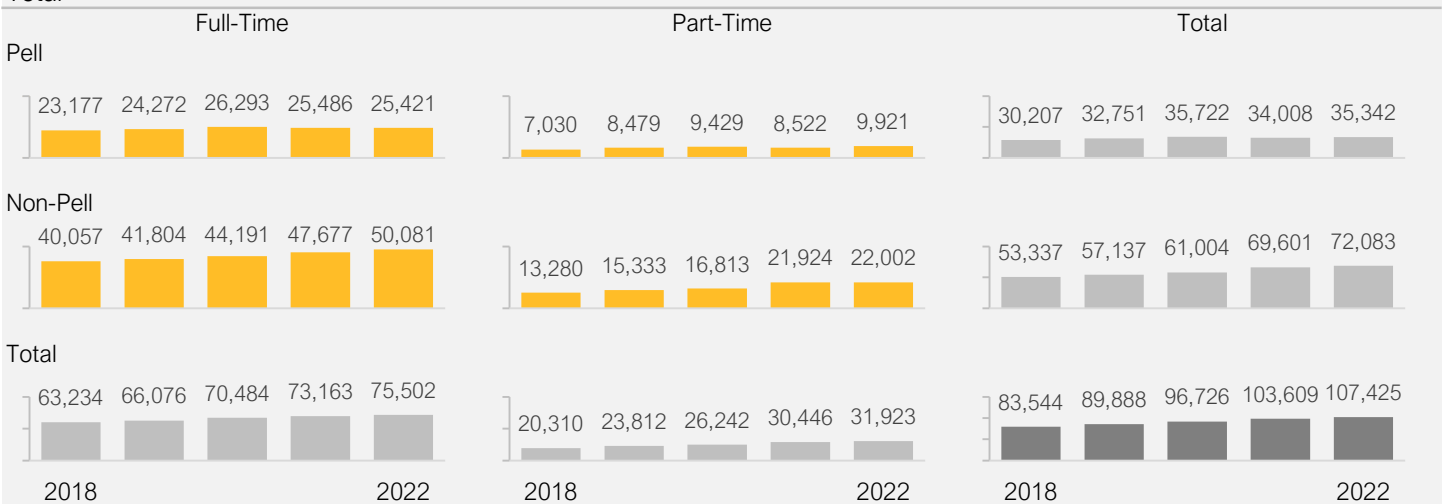 Total
Full-Time Part-Time Total
Pell
23,177 24,272 26,293 25,486 25,421 7,030 8,479 9,429 8,522 9,921 30,207 32,751 35,722 34,008 35,342
Non-Pell
40,057 41,804 44,191 47,677 50,081 13,280 15,333 16,813 21,924 22,002 53,337 57,137 61,004 69,601 72,083
Total
63,234 66,076 70,484 73,163 75,502 20,310 23,812 26,242 30,446 31,923 83,544 89,888 96,726 103,609 107,425
2018 2022 2018 2022 2018 2022